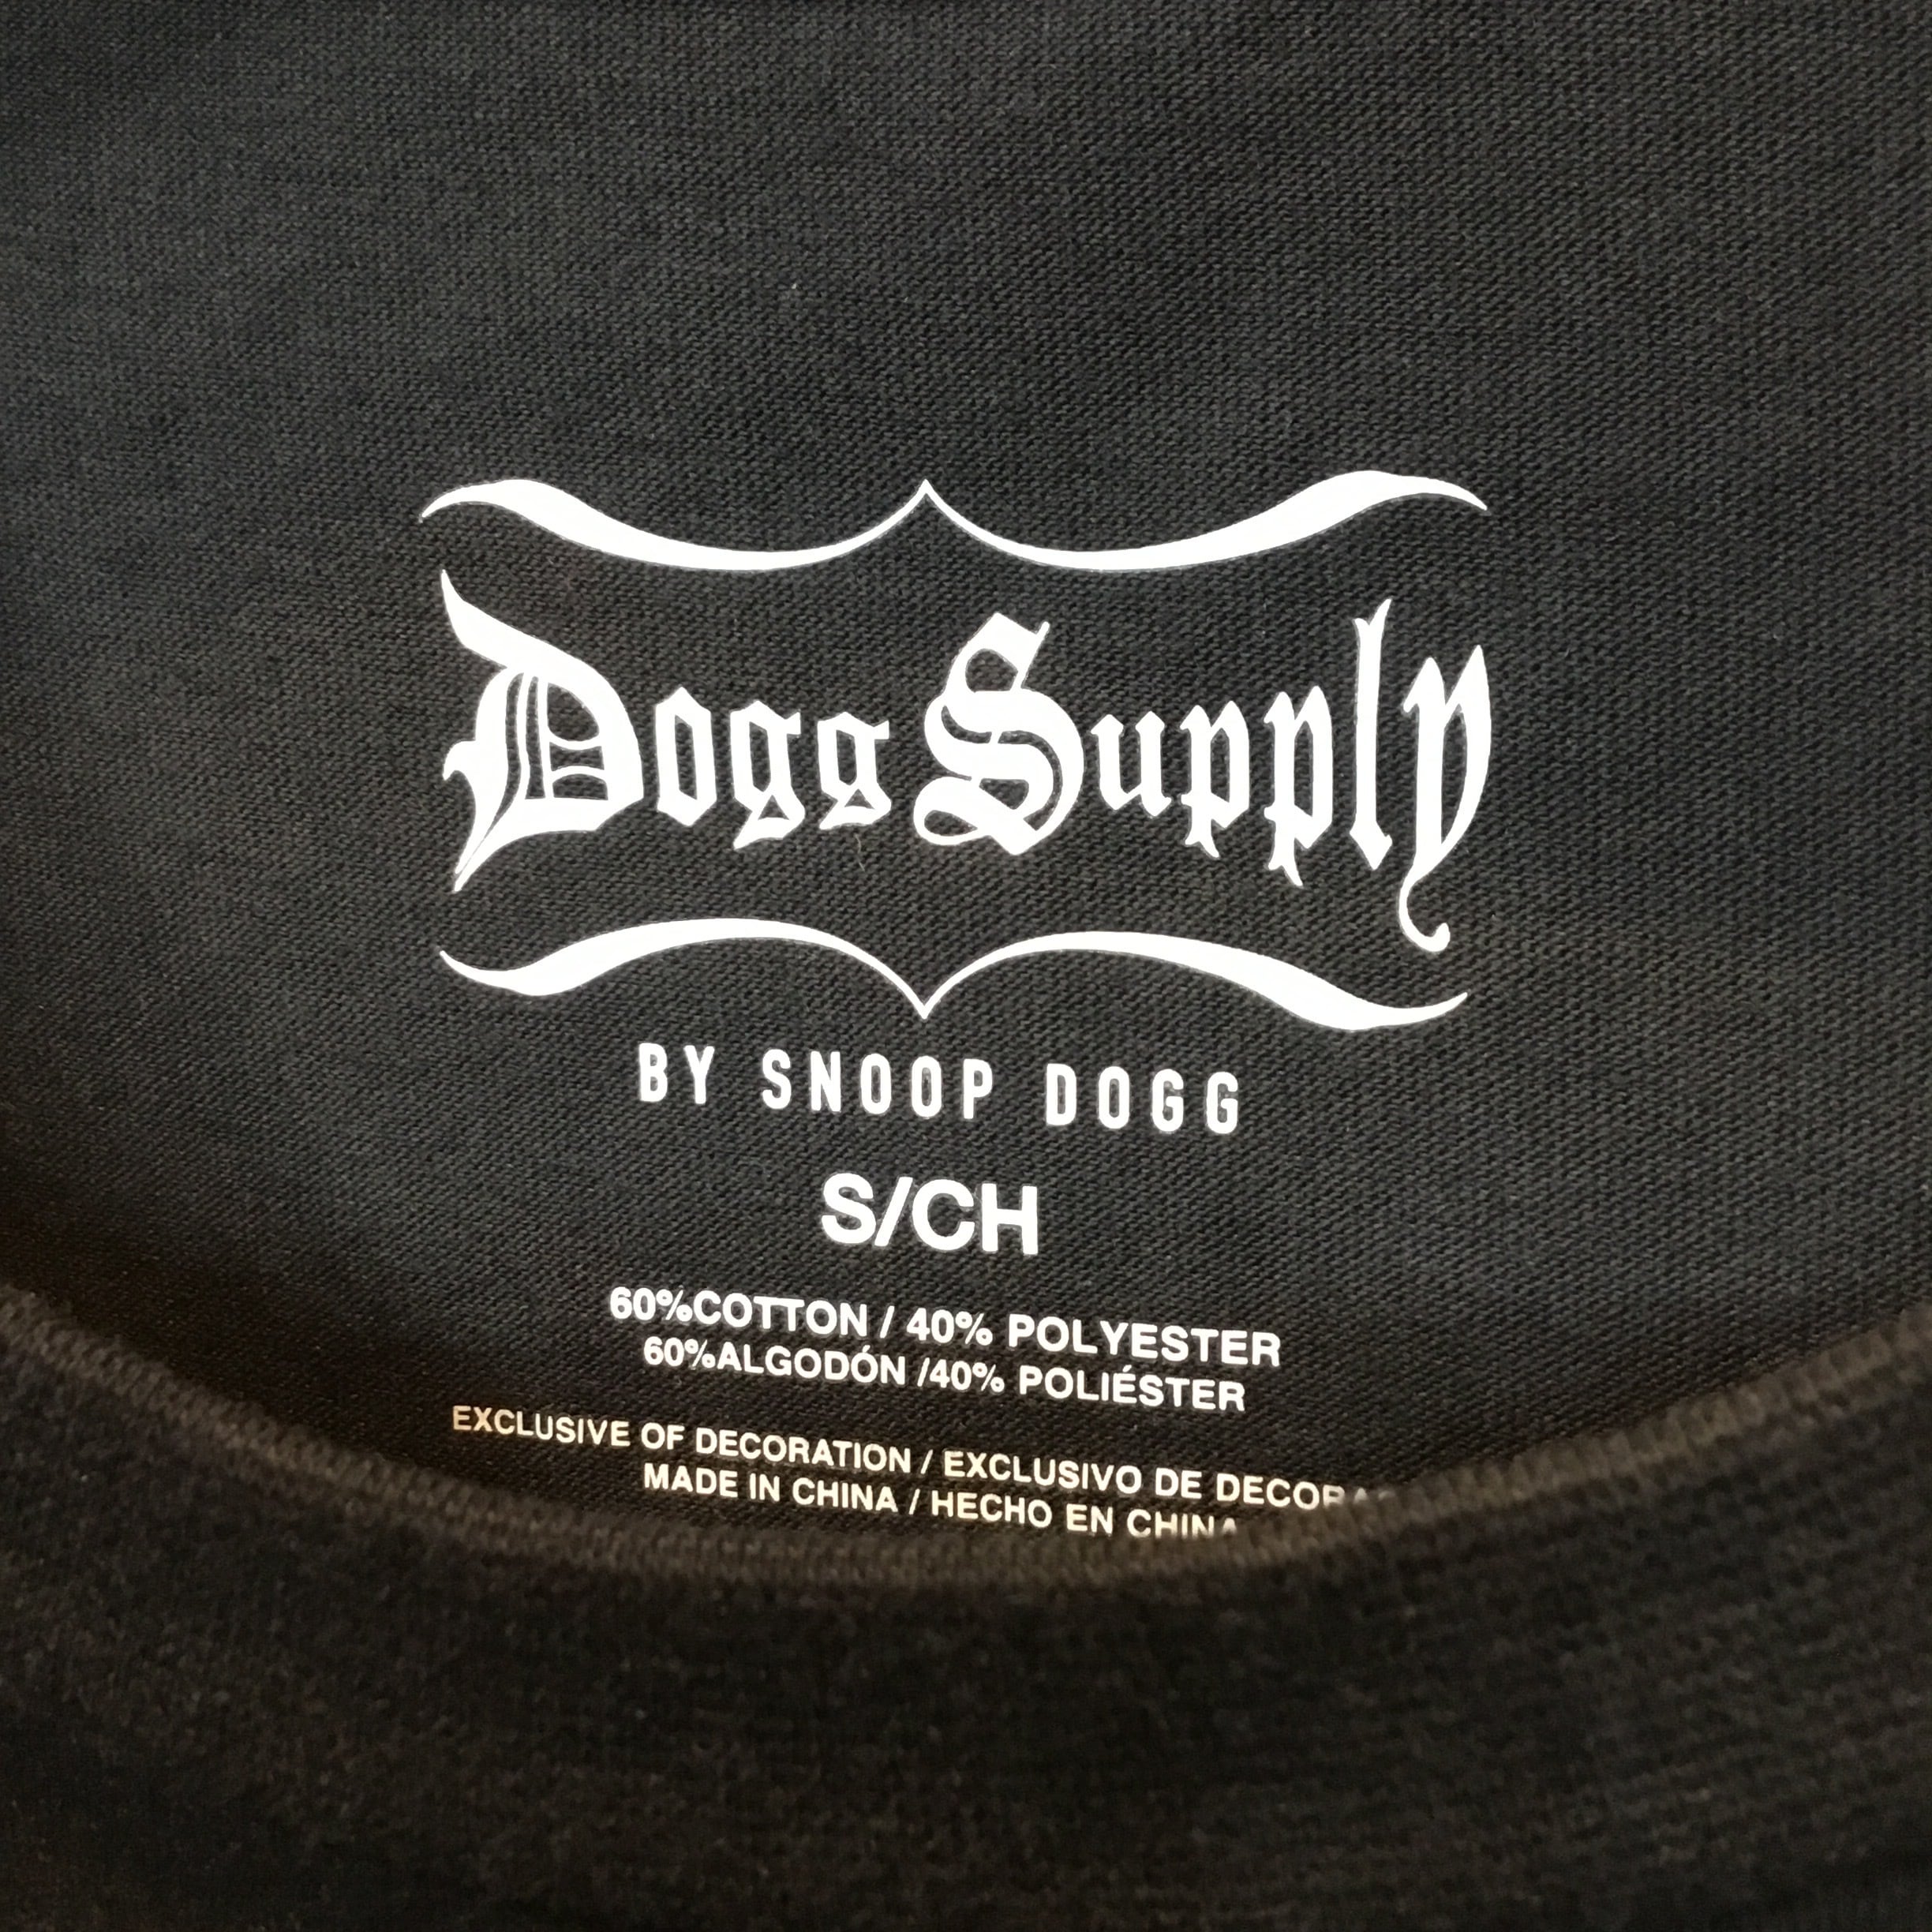 Dogg Supply
BY SNOOP DOGG
S/CH
60%COTTON / 40% POLYESTER
60%ALGODÓN /40% POLIÉSTER
EXCLUSIVE OF DECORATION / EXCLUSIVO DE
MADE IN CHINA / HECHO EN CHINA